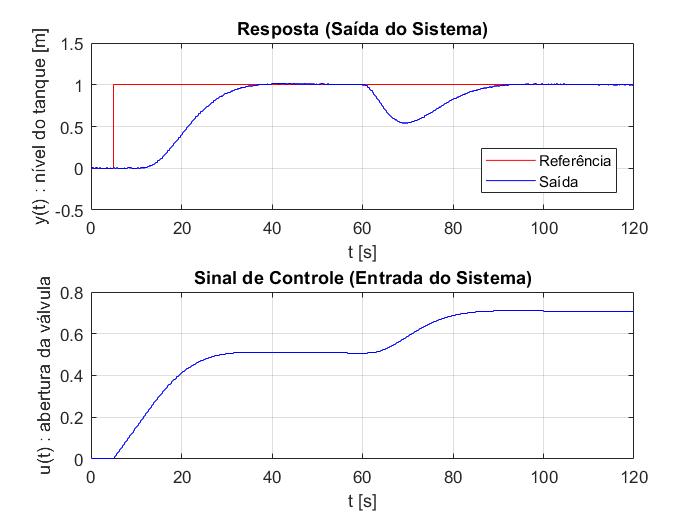 Resposta (Saída do Sistema)
y(t) : nível do tanque [m]
1.5
1
0.5
0
-0.5
Referência
Saída
0 20 40 60 80 100 120
t [s]
Sinal de Controle (Entrada do Sistema)
u(t) : abertura da válvula
0.8
0.6
0.4
0.2
0
0 20 40 60 80 100 120
t [s]